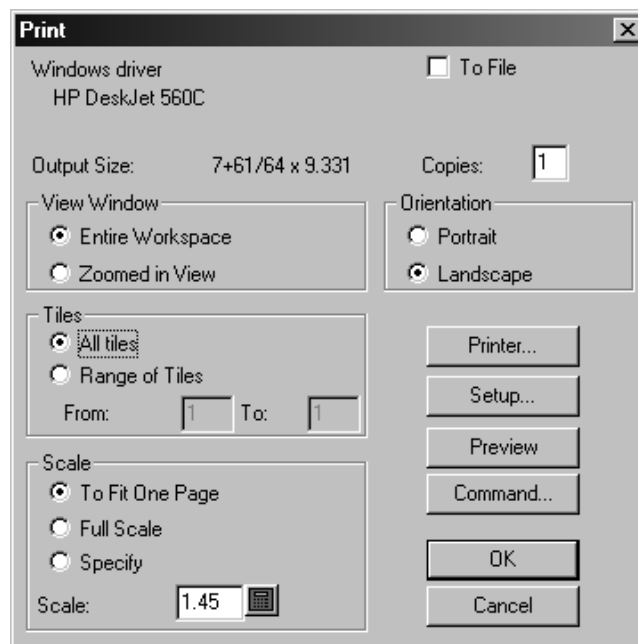 Print
Windows driver
To File
HP DeskJet 560C
Output Size: 7+61/64 x 9.331
Copies: 1
View Window
Entire Workspace
Zoomed in View
Orientation
Portrait
Landscape
Tiles
All tiles
Range of Tiles
From: 1 To: 1
Printer...
Setup...
Preview
Command...
Scale
To Fit One Page
Full Scale
Specify
Scale: 1.45
OK
Cancel